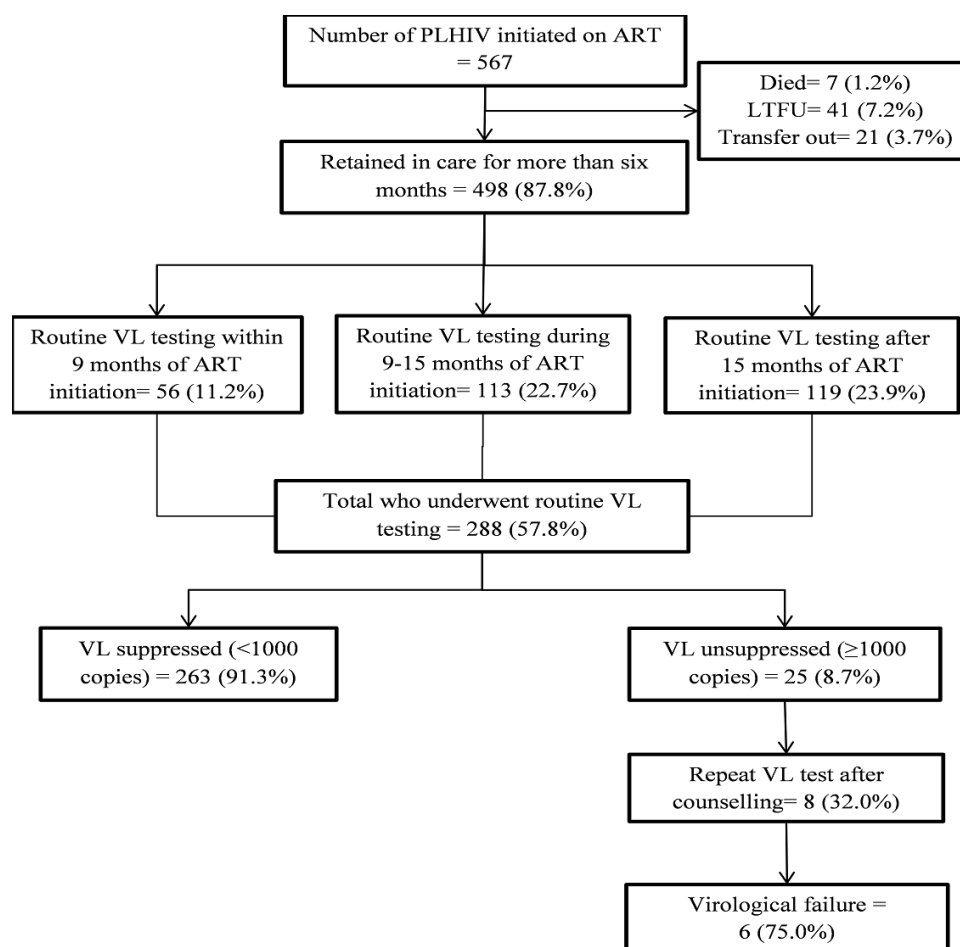 Number of PLHIV initiated on ART
= 567
Died= 7 (1.2%)
LTFU= 41 (7.2%)
Transfer out= 21 (3.7%)
Retained in care for more than six
months = 498 (87.8%)
Routine VL testing within
9 months of ART
initiation= 56 (11.2%)
Routine VL testing during
9-15 months of ART
initiation= 113 (22.7%)
Routine VL testing after
15 months of ART
initiation= 119 (23.9%)
Total who underwent routine VL
testing = 288 (57.8%)
VL suppressed (<1000
copies) = 263 (91.3%)
VL unsuppressed (≥1000
copies) = 25 (8.7%)
Repeat VL test after
counselling= 8 (32.0%)
Virological failure =
6 (75.0%)